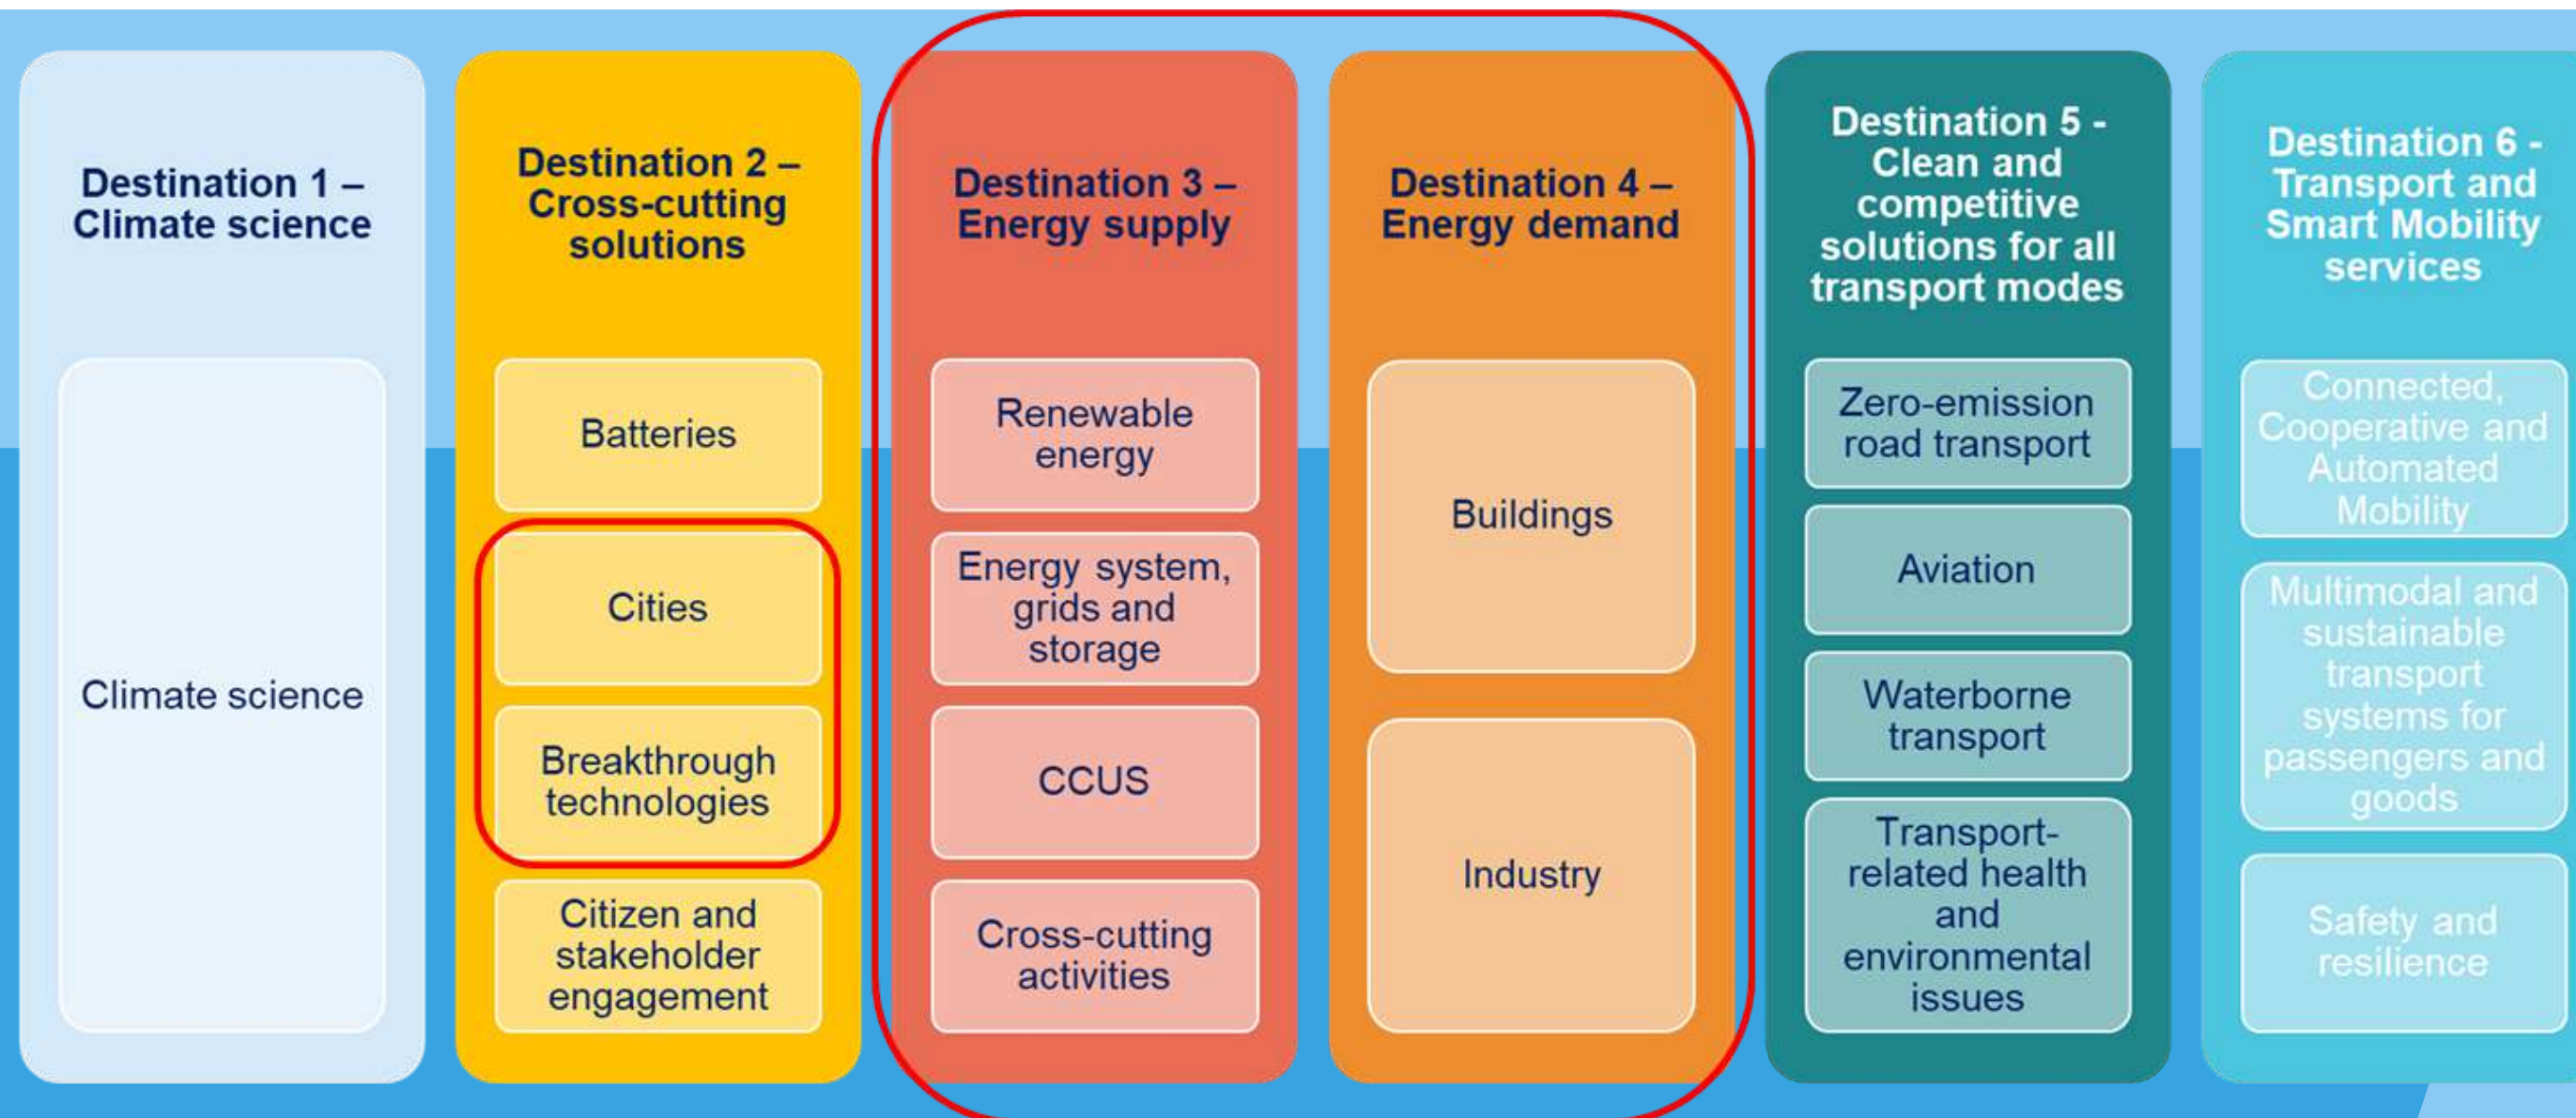 Destination 1 –
Climate science
Climate science
Destination 2 –
Cross-cutting
solutions
Batteries
Cities
Breakthrough
technologies
Citizen and
stakeholder
engagement
Destination 3 –
Energy supply
Renewable
energy
Energy system,
grids and
storage
CCUS
Cross-cutting
activities
Destination 4 –
Energy demand
Buildings
Industry
Destination 5 -
Clean and
competitive
solutions for all
transport modes
Zero-emission
road transport
Aviation
Waterborne
transport
Transport-
related health
and
environmental
issues
Destination 6 -
Transport and
Smart Mobility
services
Connected,
Cooperative and
Automated
Mobility
Multimodal and
sustainable
transport
systems for
passengers and
goods
Safety and
resilience